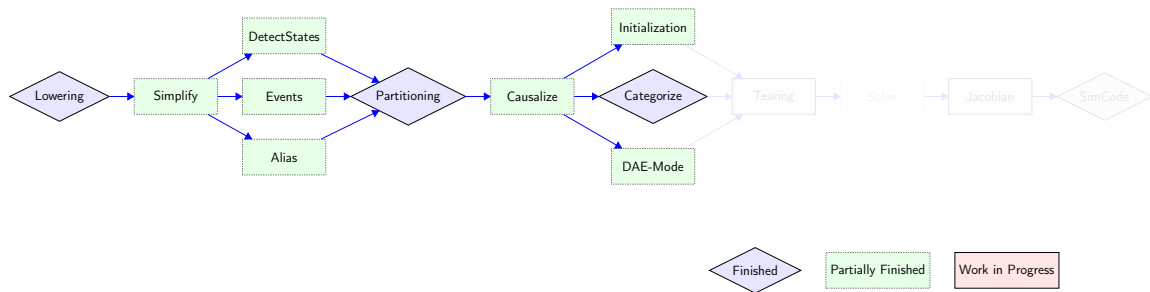 Initialization
DetectStates
Lowering
Simplify
Events
Partitioning
Causalize
Categorize
Tearing
Solve
Jacobian
SimCode
Alias
DAE-Mode
Finished
Partially Finished
Work in Progress